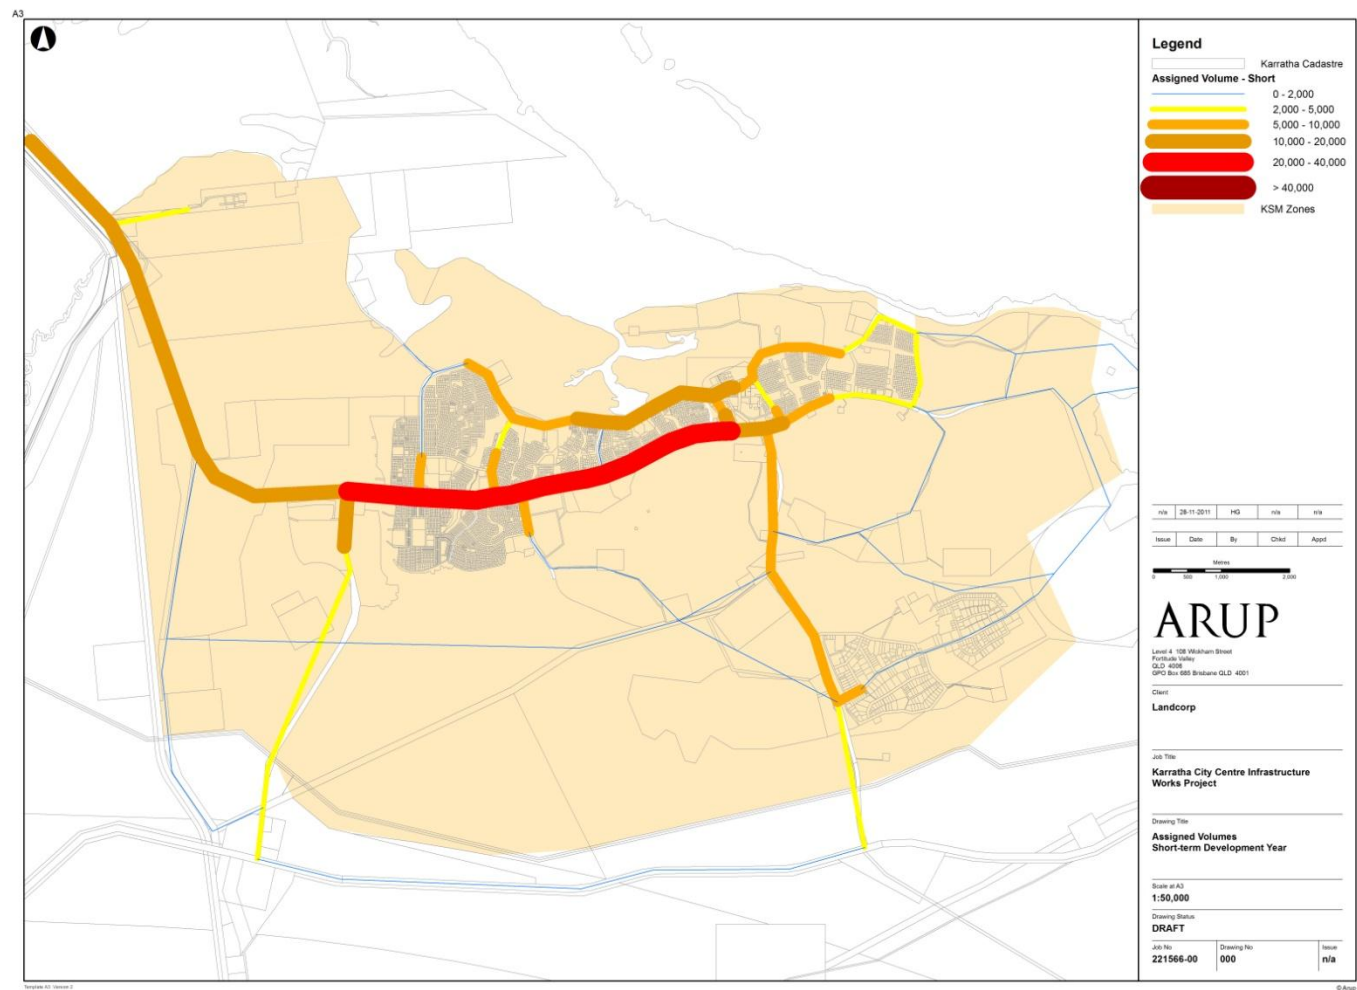 A3
Legend
Karratha Cadastre
Assigned Volume - Short
0 - 2,000
2,000 - 5,000
5,000 - 10,000
10,000 - 20,000
20,000 - 40,000
> 40,000
KSM Zones
n/a 28-11-2011 HG n/a n/a
Issue Date By Chkd Appd
Metres
0 500 1,000 2,000
ARUP
Level 4 108 Wickham Street
Fortitude Valley
QLD 4006
GPO Box 685 Brisbane QLD 4001
Client
Landcorp
Job Title
Karratha City Centre Infrastructure
Works Project
Drawing Title
Assigned Volumes
Short-term Development Year
Scale at A3
1:50,000
Drawing Status
DRAFT
Job No Drawing No Issue
221566-00 000 n/a
© Arup